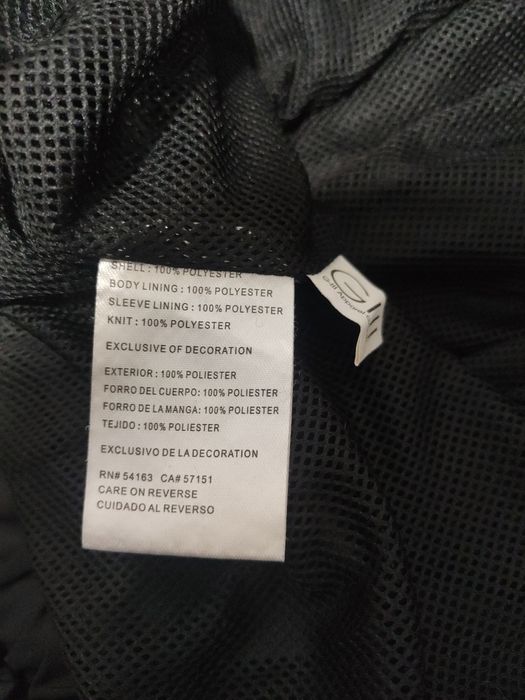 SHELL : 100% POLYESTER
BODY LINING : 100% POLYESTER
SLEEVE LINING : 100% POLYESTER
KNIT : 100% POLYESTER
EXCLUSIVE OF DECORATION
EXTERIOR : 100% POLIESTER
FORRO DEL CUERPO: 100% POLIESTER
FORRO DE LA MANGA: 100% POLIESTER
TEJIDO : 100% POLIESTER
EXCLUSIVO DE LA DECORATION
RN# 54163 CA# 57151
CARE ON REVERSE
CUIDADO AL REVERSO
G-III Apparel